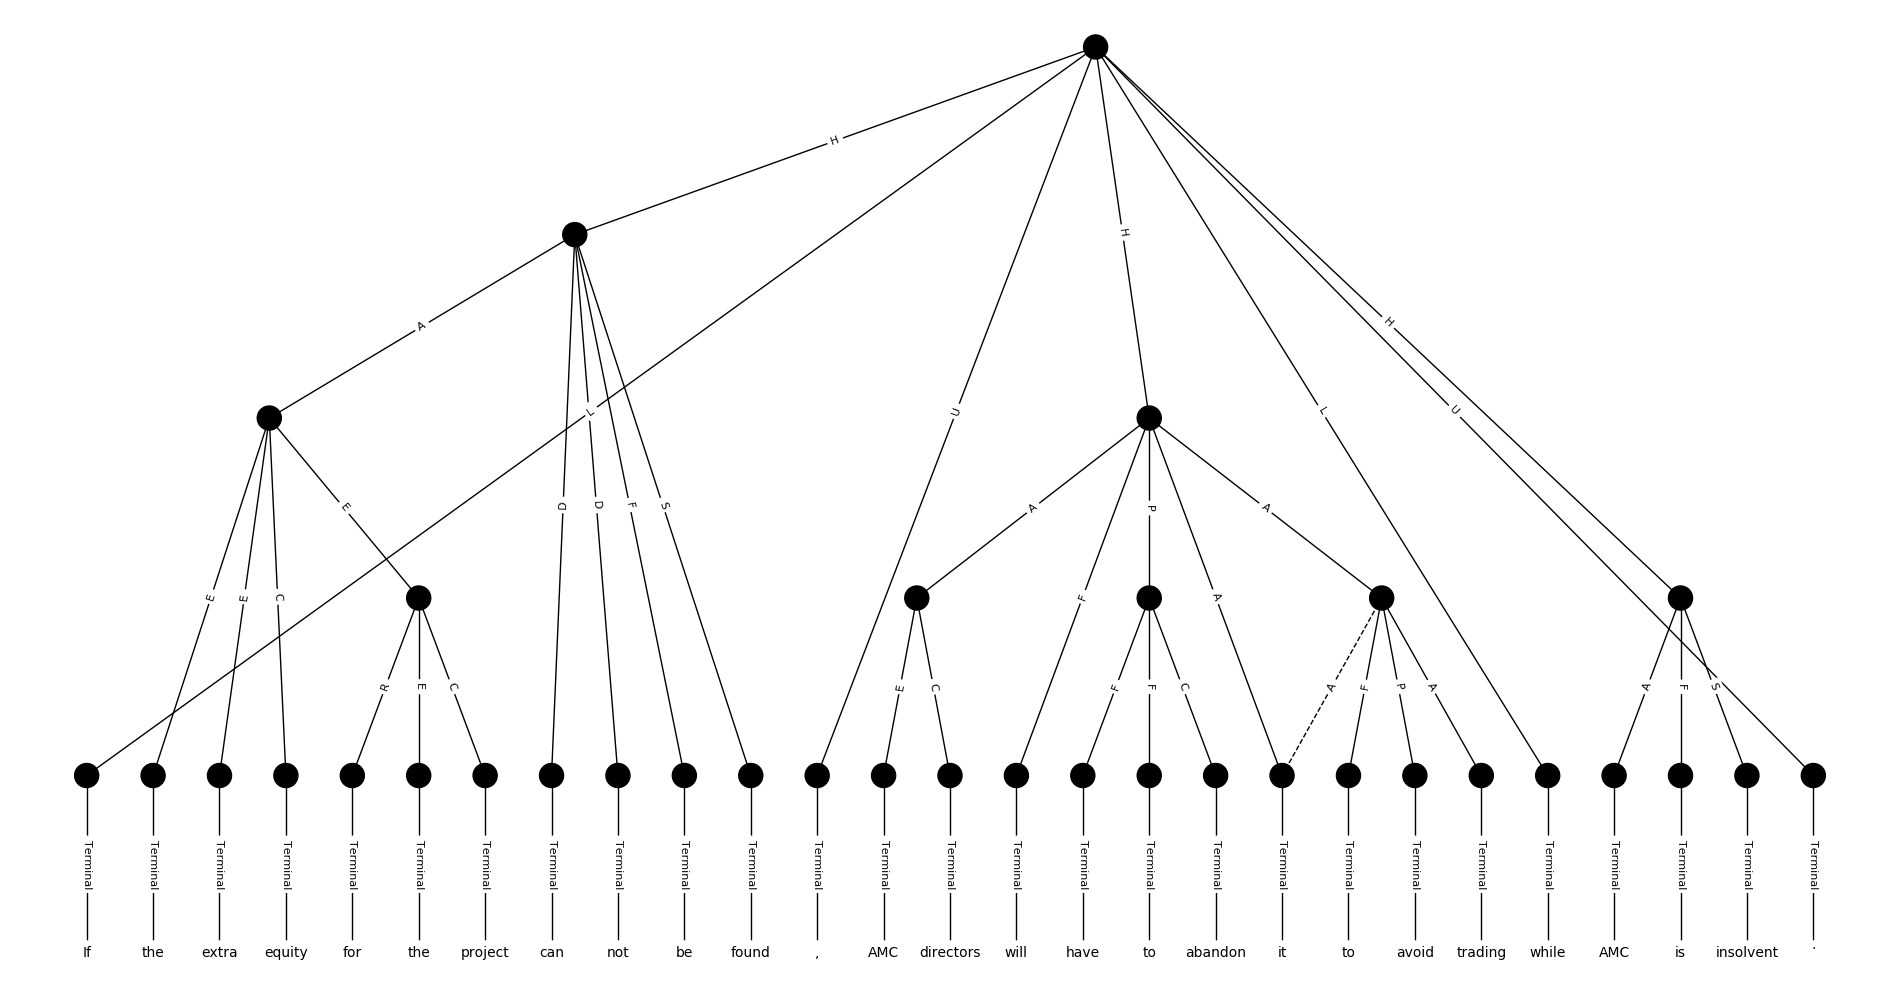 H
H
A
H
A
L
U
L
U
E
D
D
F
S
A
P
A
E
E
C
F
A
R
E
C
E
C
F
F
C
A
F
P
A
A
F
S
Terminal Terminal Terminal Terminal Terminal Terminal Terminal Terminal Terminal Terminal Terminal Terminal Terminal Terminal Terminal Terminal Terminal Terminal Terminal Terminal Terminal Terminal Terminal Terminal Terminal Terminal Terminal
If the extra equity for the project can not be found , AMC directors will have to abandon it to avoid trading while AMC is insolvent .